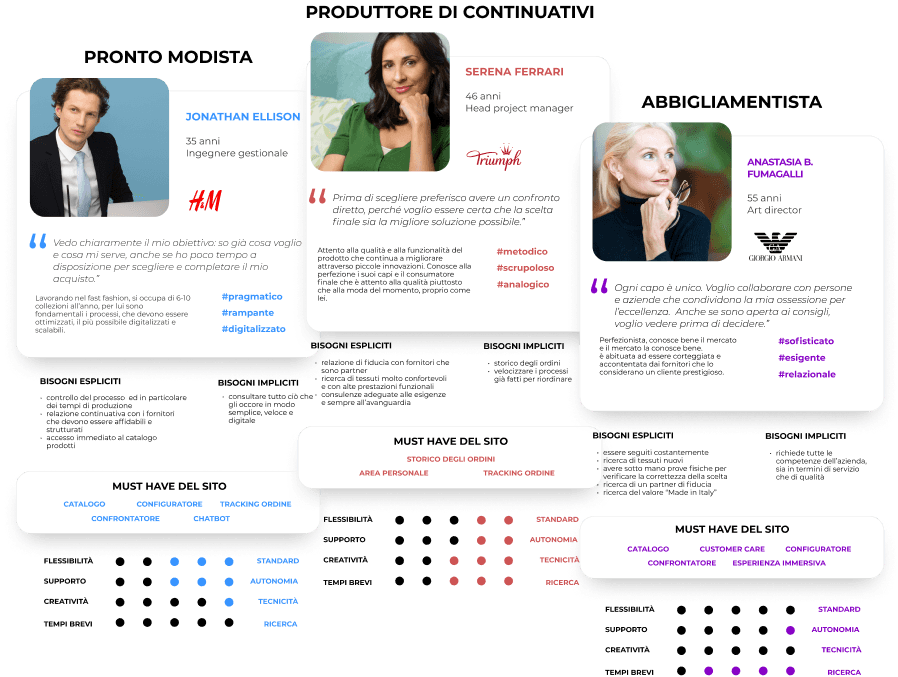 PRODUTTORE DI CONTINUATIVI
PRONTO MODISTA
JONATHAN ELLISON
35 anni
Ingegnere gestionale
H&M
“ Vedo chiaramente il mio obiettivo: so già cosa voglio
e cosa mi serve, anche se ho poco tempo a
disposizione per scegliere e completare il mio
acquisto.”
Lavorando nel fast fashion, si occupa di 6-10
collezioni all'anno, per lui sono
fondamentali i processi, che devono essere
ottimizzati, il più possibile digitalizzati e
scalabili.
#pragmatico
#rampante
#digitalizzato
BISOGNI ESPLICITI
· controllo del processo ed in particolare
dei tempi di produzione
· relazione continuativa con i fornitori
che devono essere affidabili e
strutturati
· accesso immediato al catalogo
prodotti
BISOGNI IMPLICITI
· consultare tutto ciò che
gli occore in modo
semplice, veloce e
digitale
MUST HAVE DEL SITO
CATALOGO CONFIGURATORE TRACKING ORDINE
CONFRONTATORE CHATBOT
FLESSIBILITÀ STANDARD
SUPPORTO AUTONOMIA
CREATIVITÀ TECNICITÀ
TEMPI BREVI RICERCA
SERENA FERRARI
46 anni
Head project manager
Triumph
“ Prima di scegliere preferisco avere un confronto
diretto, perché voglio essere certa che la scelta
finale sia la migliore soluzione possibile.”
Attento alla qualità e alla funzionalità del
prodotto che continua a migliorare
attraverso piccole innovazioni. Conosce alla
perfezione i suoi capi e il consumatore
finale che è attento alla qualità piuttosto
che alla moda del momento, proprio come
lei.
#metodico
#scrupoloso
#analogico
BISOGNI ESPLICITI
· relazione di fiducia con fornitori che
sono partner
· ricerca di tessuti molto confortevoli
e con alte prestazioni funzionali
· consulenze adeguate alle esigenze
e sempre all'avanguardia
BISOGNI IMPLICITI
· storico degli ordini
· velocizzare i processi
già fatti per riordinare
MUST HAVE DEL SITO
STORICO DEGLI ORDINI
AREA PERSONALE TRACKING ORDINE
FLESSIBILITÀ STANDARD
SUPPORTO AUTONOMIA
CREATIVITÀ TECNICITÀ
TEMPI BREVI RICERCA
ABBIGLIAMENTISTA
ANASTASIA B.
FUMAGALLI
55 anni
Art director
GIORGIO ARMANI
“ Ogni capo è unico. Voglio collaborare con persone
e aziende che condividono la mia ossessione per
l'eccellenza. Anche se sono aperta ai consigli,
voglio vedere prima di decidere.”
Perfezionista, conosce bene il mercato
e il mercato la conosce bene.
è abituata ad essere corteggiata e
accontentata dai fornitori che lo
considerano un cliente prestigioso.
#sofisticato
#esigente
#relazionale
BISOGNI ESPLICITI
· essere seguiti costantemente
· ricerca di tessuti nuovi
· avere sotto mano prove fisiche per
verificare la correttezza della scelta
· ricerca di un partner di fiducia
· ricerca del valore “Made in Italy”
BISOGNI IMPLICITI
· richiede tutte le
competenze dell'azienda,
sia in termini di servizio
che di qualità
MUST HAVE DEL SITO
CATALOGO CUSTOMER CARE CONFIGURATORE
CONFRONTATORE ESPERIENZA IMMERSIVA
FLESSIBILITÀ STANDARD
SUPPORTO AUTONOMIA
CREATIVITÀ TECNICITÀ
TEMPI BREVI RICERCA